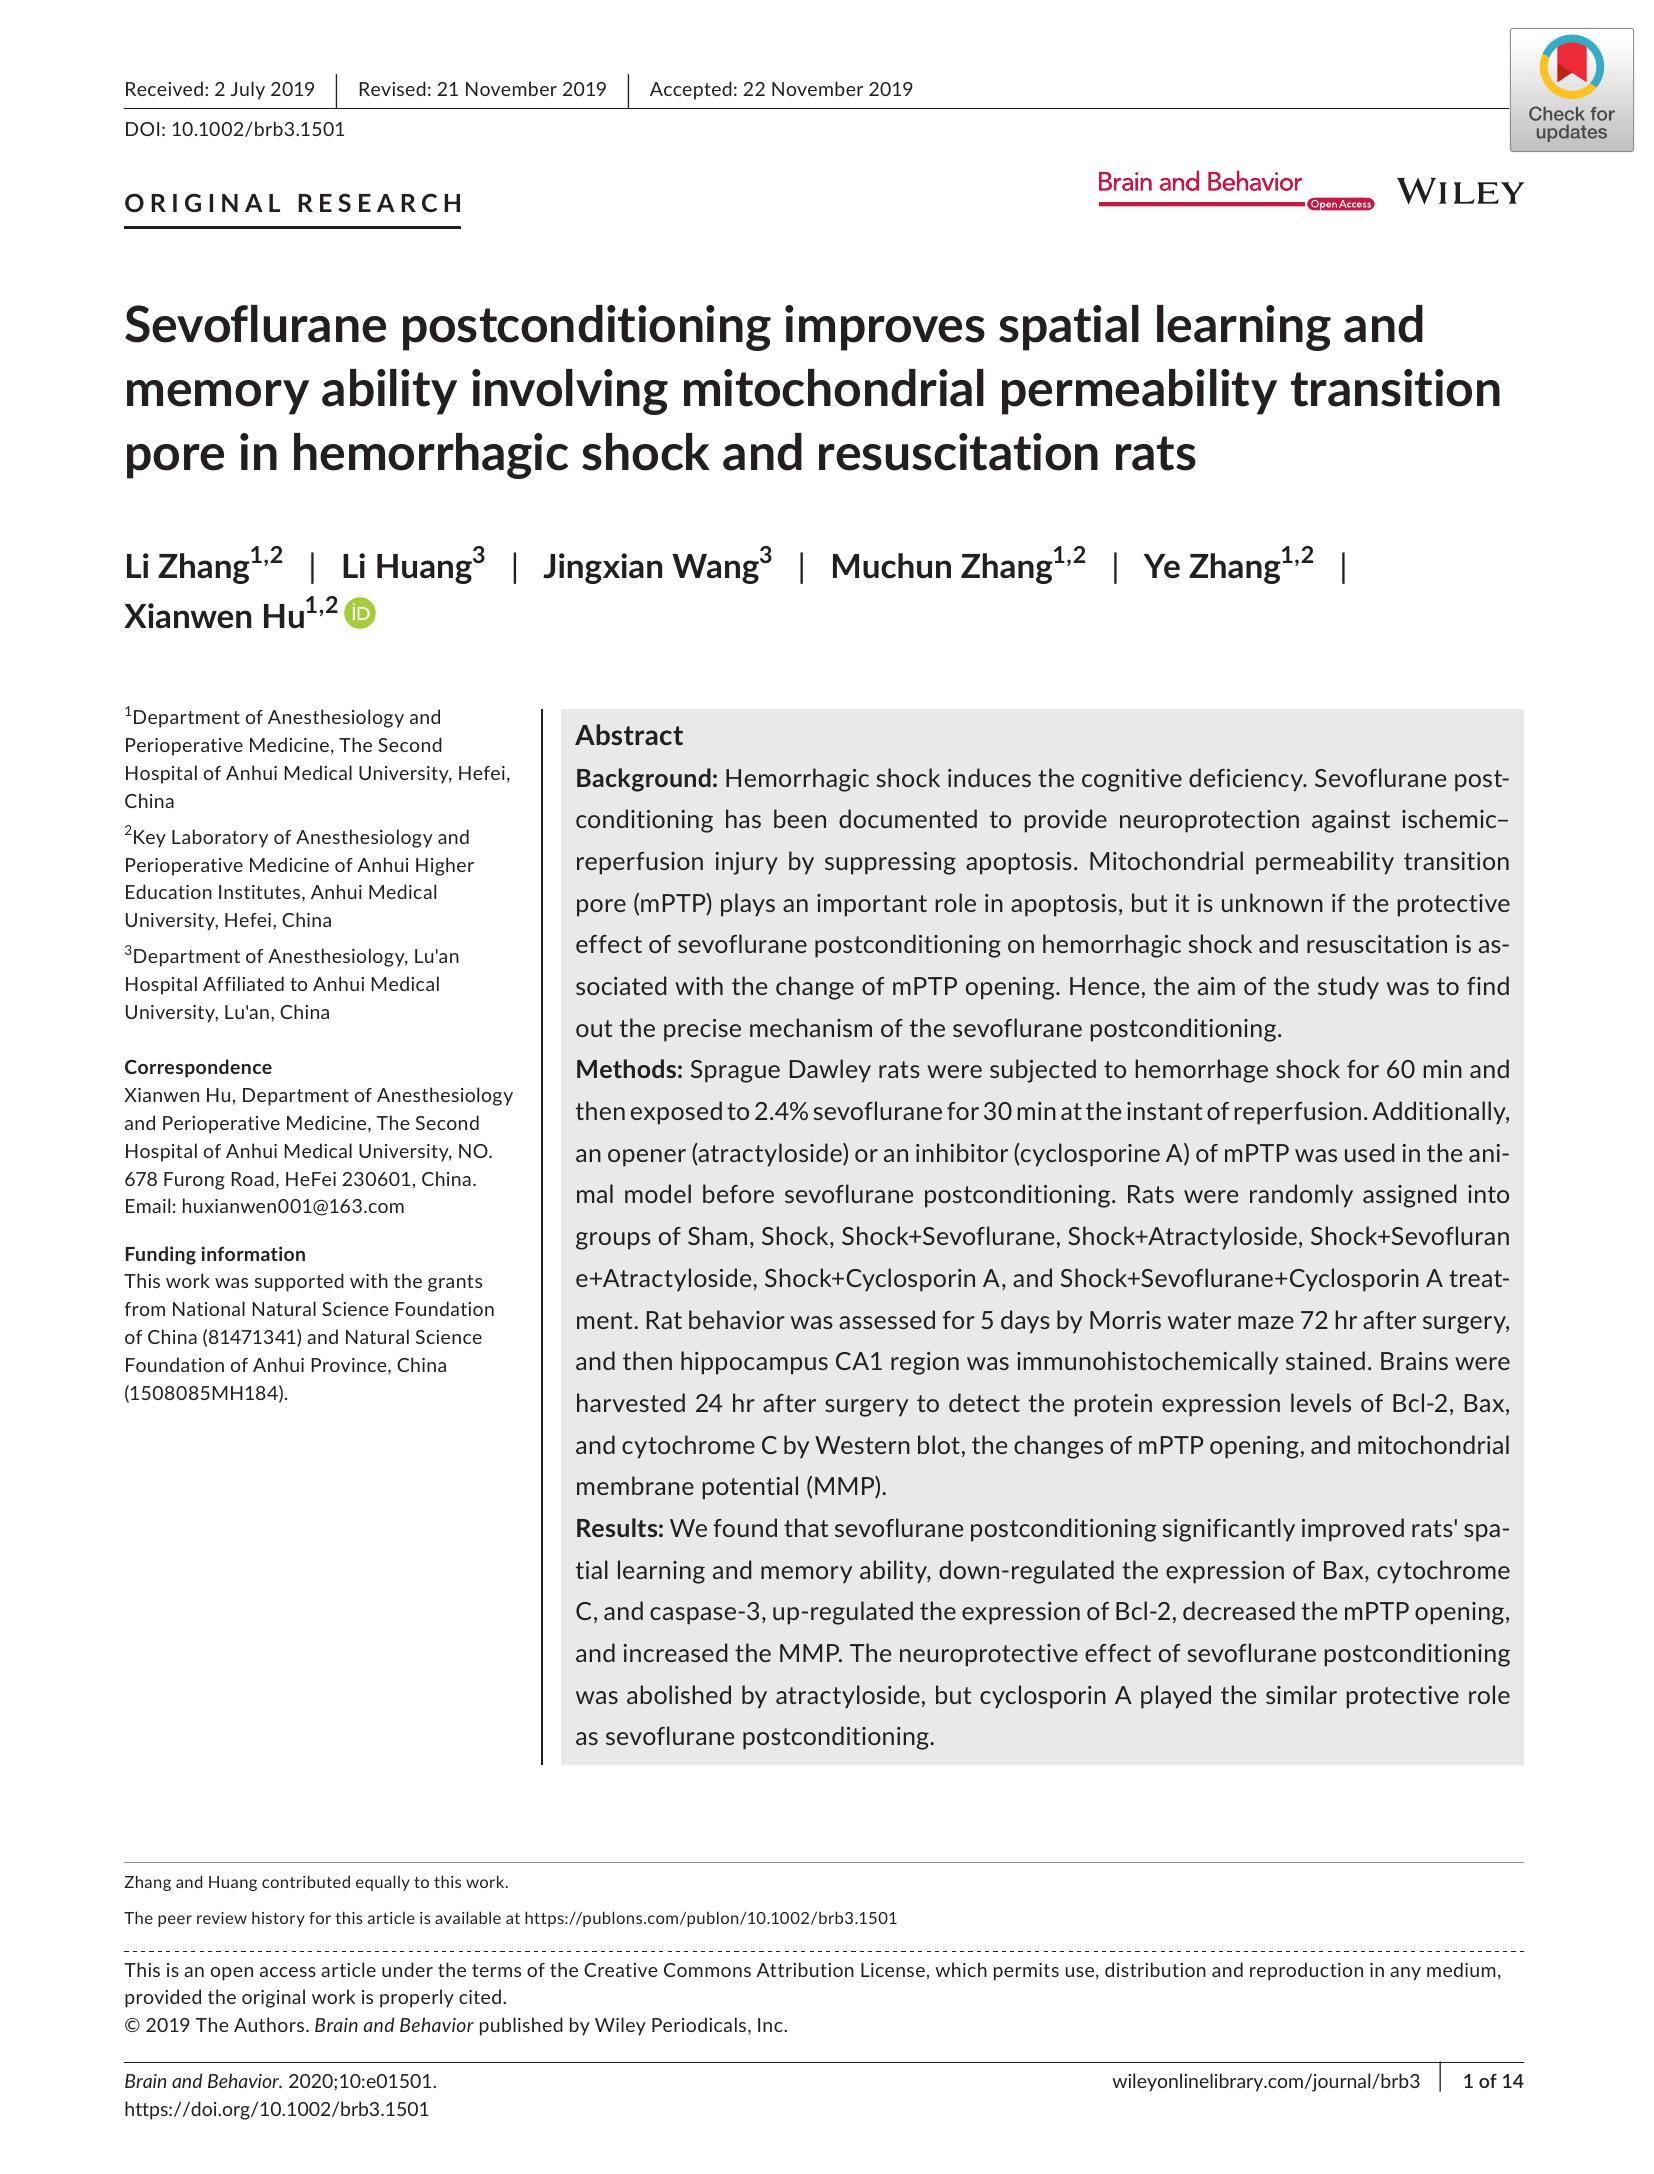 Received: 2 July 2019 | Revised: 21 November 2019 | Accepted: 22 November 2019
DOI: 10.1002/brb3.1501
Check for
updates
ORIGINAL RESEARCH
Brain and Behavior
Open Access
WILEY
Sevoflurane postconditioning improves spatial learning and
memory ability involving mitochondrial permeability transition
pore in hemorrhagic shock and resuscitation rats
Li Zhang1,2 | Li Huang3 | Jingxian Wang3 | Muchun Zhang1,2 | Ye Zhang1,2 |
Xianwen Hu1,2 iD
1Department of Anesthesiology and
Perioperative Medicine, The Second
Hospital of Anhui Medical University, Hefei,
China
2Key Laboratory of Anesthesiology and
Perioperative Medicine of Anhui Higher
Education Institutes, Anhui Medical
University, Hefei, China
3Department of Anesthesiology, Lu'an
Hospital Affiliated to Anhui Medical
University, Lu'an, China
Correspondence
Xianwen Hu, Department of Anesthesiology
and Perioperative Medicine, The Second
Hospital of Anhui Medical University, NO.
678 Furong Road, HeFei 230601, China.
Email: huxianwen001@163.com
Funding information
This work was supported with the grants
from National Natural Science Foundation
of China (81471341) and Natural Science
Foundation of Anhui Province, China
(1508085MH184).
Abstract
Background: Hemorrhagic shock induces the cognitive deficiency. Sevoflurane post-
conditioning has been documented to provide neuroprotection against ischemic–
reperfusion injury by suppressing apoptosis. Mitochondrial permeability transition
pore (mPTP) plays an important role in apoptosis, but it is unknown if the protective
effect of sevoflurane postconditioning on hemorrhagic shock and resuscitation is as-
sociated with the change of mPTP opening. Hence, the aim of the study was to find
out the precise mechanism of the sevoflurane postconditioning.
Methods: Sprague Dawley rats were subjected to hemorrhage shock for 60 min and
then exposed to 2.4% sevoflurane for 30 min at the instant of reperfusion. Additionally,
an opener (atractyloside) or an inhibitor (cyclosporine A) of mPTP was used in the ani-
mal model before sevoflurane postconditioning. Rats were randomly assigned into
groups of Sham, Shock, Shock+Sevoflurane, Shock+Atractyloside, Shock+Sevofluran
e+Atractyloside, Shock+Cyclosporin A, and Shock+Sevoflurane+Cyclosporin A treat-
ment. Rat behavior was assessed for 5 days by Morris water maze 72 hr after surgery,
and then hippocampus CA1 region was immunohistochemically stained. Brains were
harvested 24 hr after surgery to detect the protein expression levels of Bcl-2, Bax,
and cytochrome C by Western blot, the changes of mPTP opening, and mitochondrial
membrane potential (MMP).
Results: We found that sevoflurane postconditioning significantly improved rats' spa-
tial learning and memory ability, down-regulated the expression of Bax, cytochrome
C, and caspase-3, up-regulated the expression of Bcl-2, decreased the mPTP opening,
and increased the MMP. The neuroprotective effect of sevoflurane postconditioning
was abolished by atractyloside, but cyclosporin A played the similar protective role
as sevoflurane postconditioning.
Zhang and Huang contributed equally to this work.
The peer review history for this article is available at https://publons.com/publon/10.1002/brb3.1501
This is an open access article under the terms of the Creative Commons Attribution License, which permits use, distribution and reproduction in any medium,
provided the original work is properly cited.
© 2019 The Authors. Brain and Behavior published by Wiley Periodicals, Inc.
Brain and Behavior. 2020;10:e01501.
https://doi.org/10.1002/brb3.1501
wileyonlinelibrary.com/journal/brb3 | 1 of 14